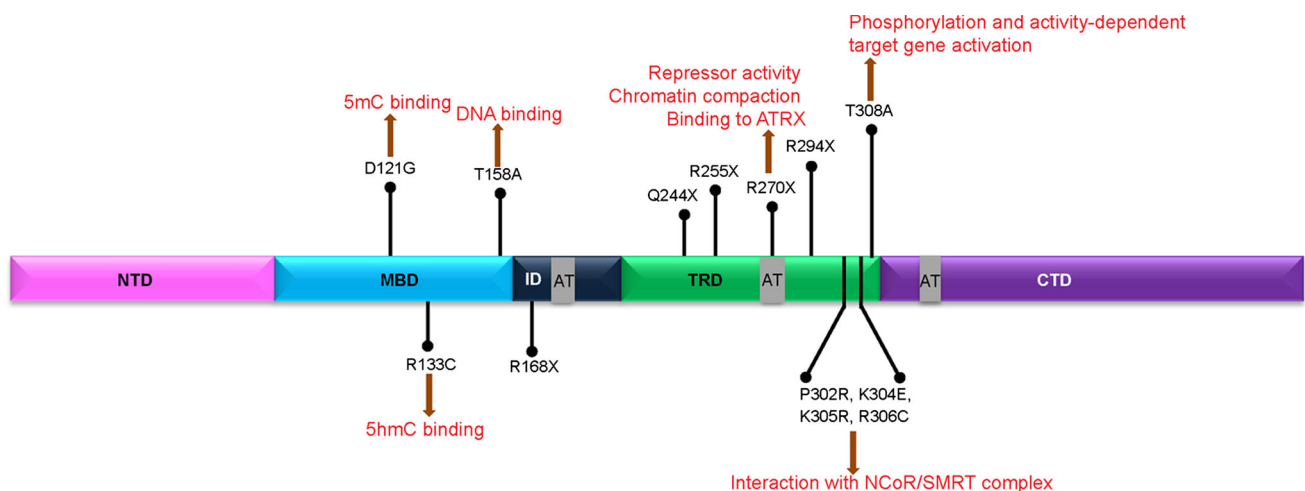 Phosphorylation and activity-dependent
target gene activation
Repressor activity
Chromatin compaction
Binding to ATRX
5mC binding
DNA binding
T308A
R294X
D121G
T158A
R255X
R270X
Q244X
NTD
MBD
ID
AT
TRD
AT
AT
CTD
R133C
R168X
P302R, K304E,
K305R, R306C
5hmC binding
Interaction with NCoR/SMRT complex